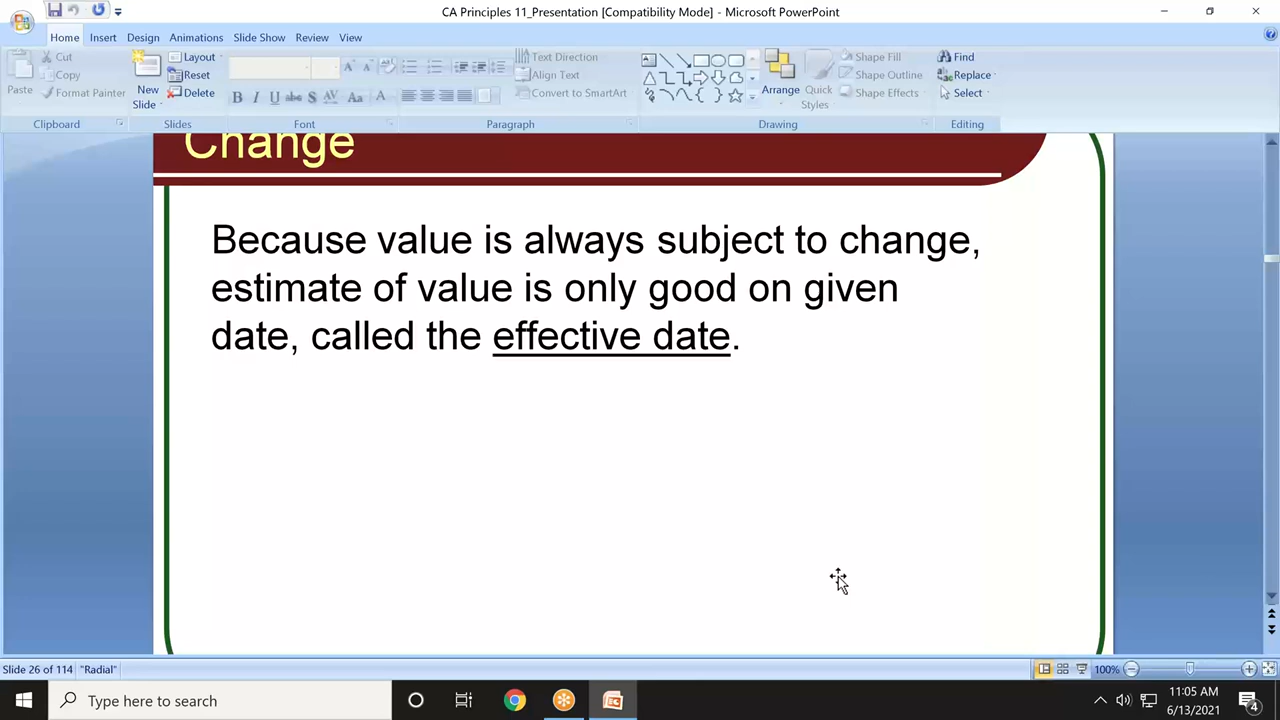 CA Principles 11_Presentation [Compatibility Mode] - Microsoft PowerPoint
Home Insert Design Animations Slide Show Review View
Paste Cut Copy Format Painter
New Slide Layout Reset Delete
B I U abc S AV Aa A
Text Direction Align Text Convert to SmartArt
Arrange Quick Styles Shape Fill Shape Outline Shape Effects
Find Replace Select
Clipboard Slides Font Paragraph Drawing Editing
Change
Because value is always subject to change,
estimate of value is only good on given
date, called the effective date.
Slide 26 of 114 "Radial" 100%
Type here to search
11:05 AM
6/13/2021
4